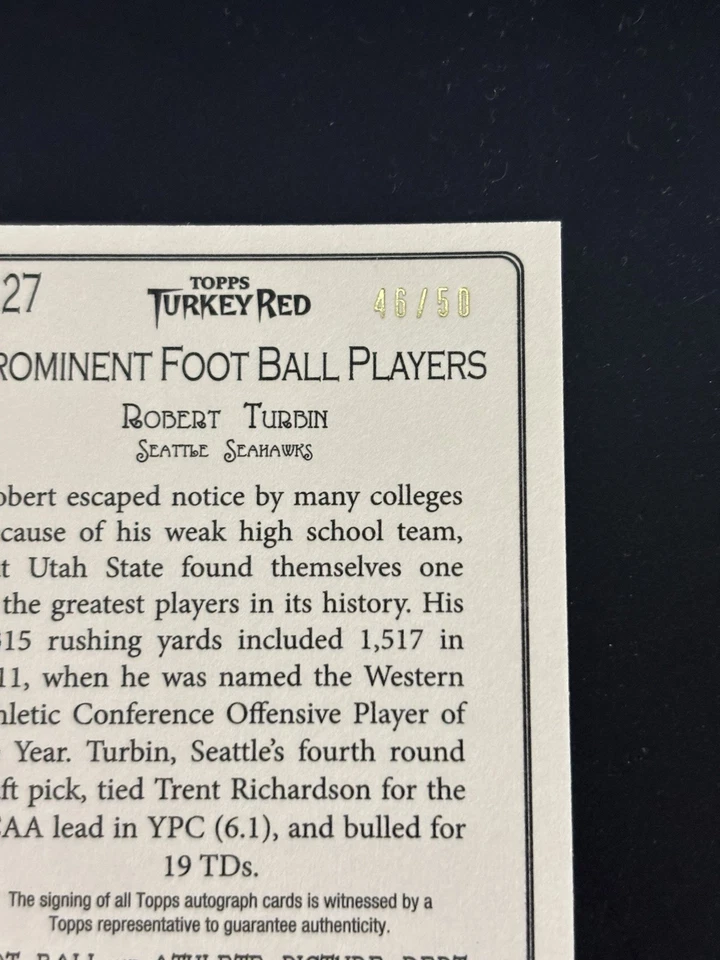 27
TOPPS
TURKEY RED
46/50
ROMINENT FOOT BALL PLAYERS
ROBERT TURBIN
SEATTLE SEAHAWKS
obert escaped notice by many colleges
cause of his weak high school team,
t Utah State found themselves one
the greatest players in its history. His
315 rushing yards included 1,517 in
11, when he was named the Western
hletic Conference Offensive Player of
Year. Turbin, Seattle's fourth round
ft pick, tied Trent Richardson for the
CAA lead in YPC (6.1), and bulled for
19 TDs.
The signing of all Topps autograph cards is witnessed by a
Topps representative to guarantee authenticity.